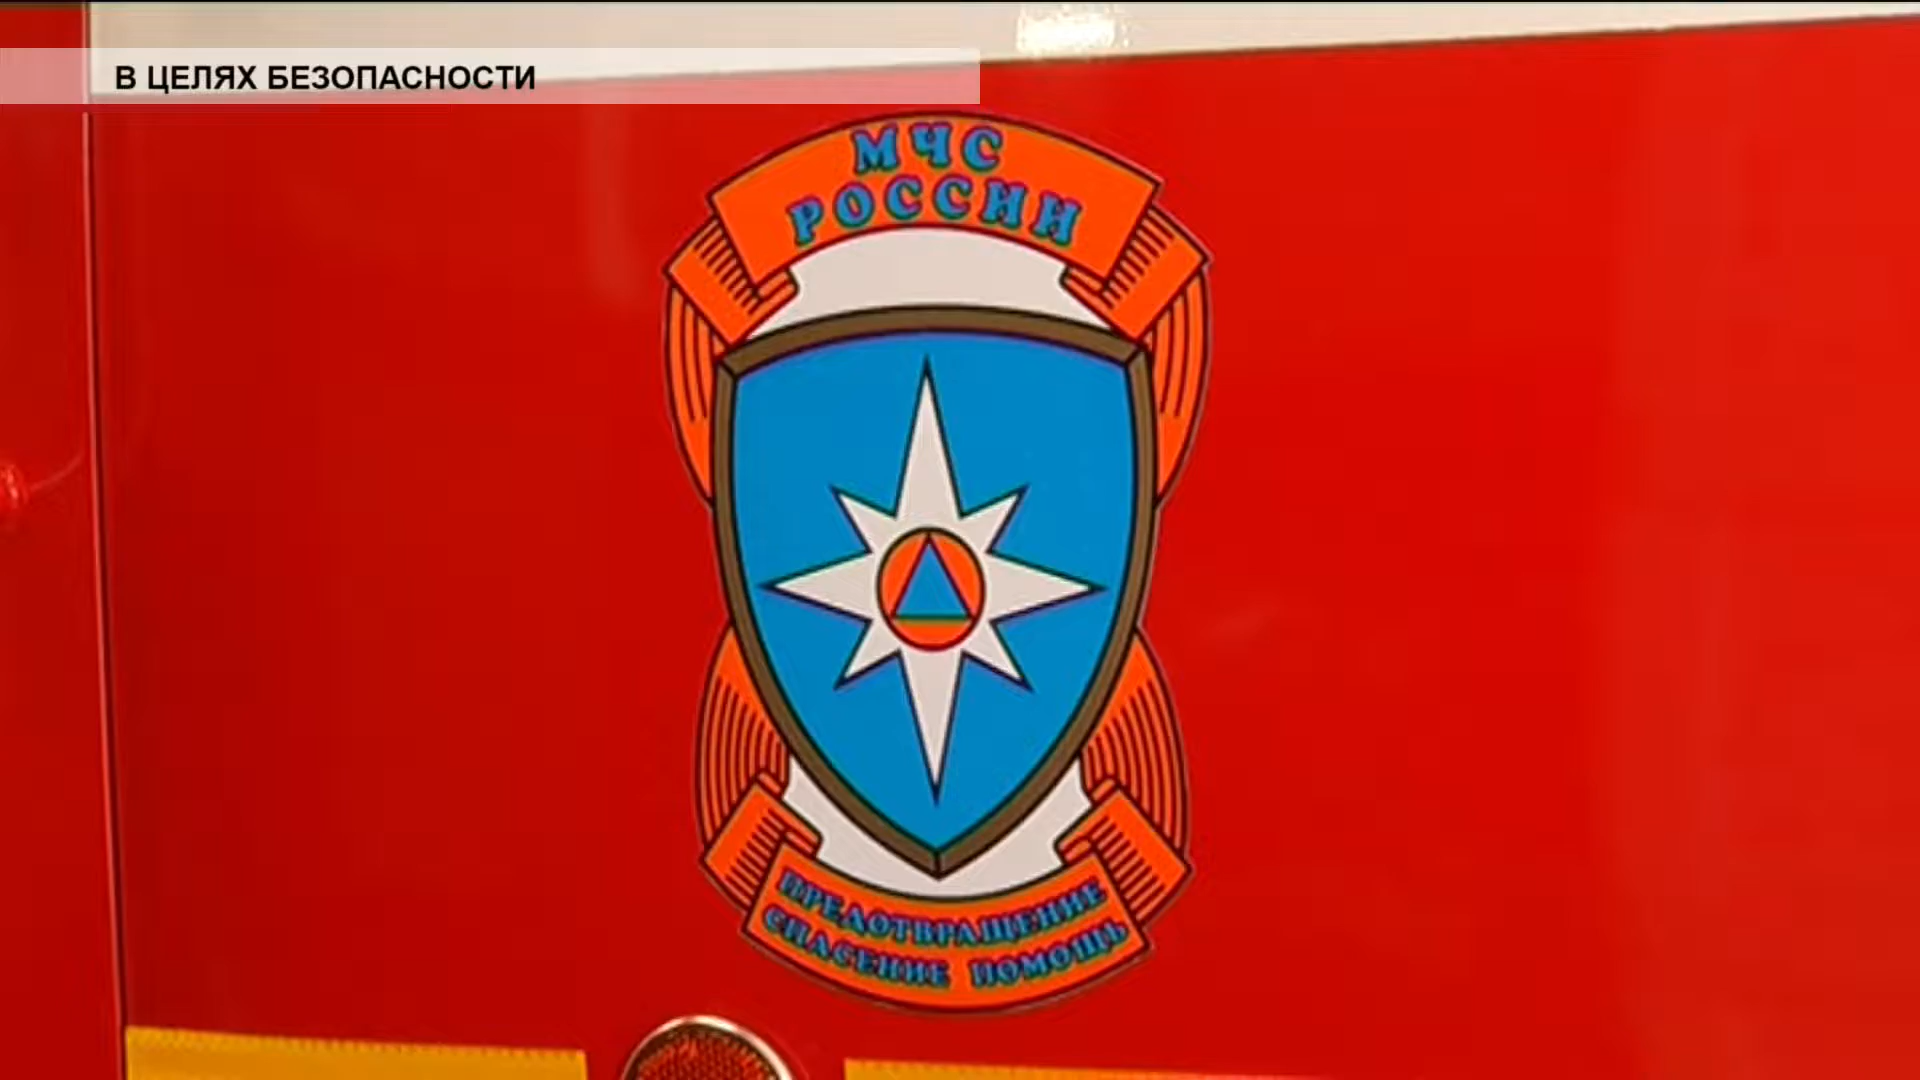 В ЦЕЛЯХ БЕЗОПАСНОСТИ
МЧС
РОССИИ
ПРЕДОТВРАЩЕНИЕ
СПАСЕНИЕ ПОМОЩЬ